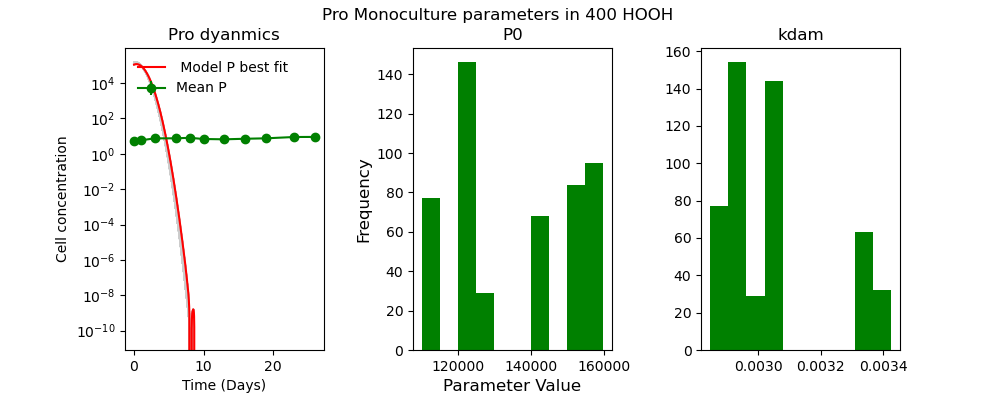 Pro Monoculture parameters in 400 HOOH
Pro dyanmics
P0
kdam
Model P best fit
Mean P
Cell concentration
10^4
10^2
10^0
10^−2
10^−4
10^−6
10^−8
10^−10
0 10 20
Time (Days)
Frequency
140
120
100
80
60
40
20
0
120000 140000 160000
Parameter Value
160
140
120
100
80
60
40
20
0
0.0030 0.0032 0.0034